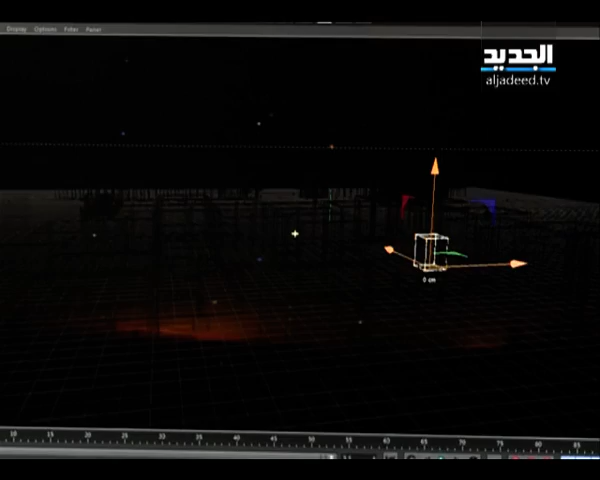 Display Options Filter Panel
الجديد
aljadeed.tv
0 cm
10 15 20 25 30 35 40 45 50 55 60 65 70 75 80 85